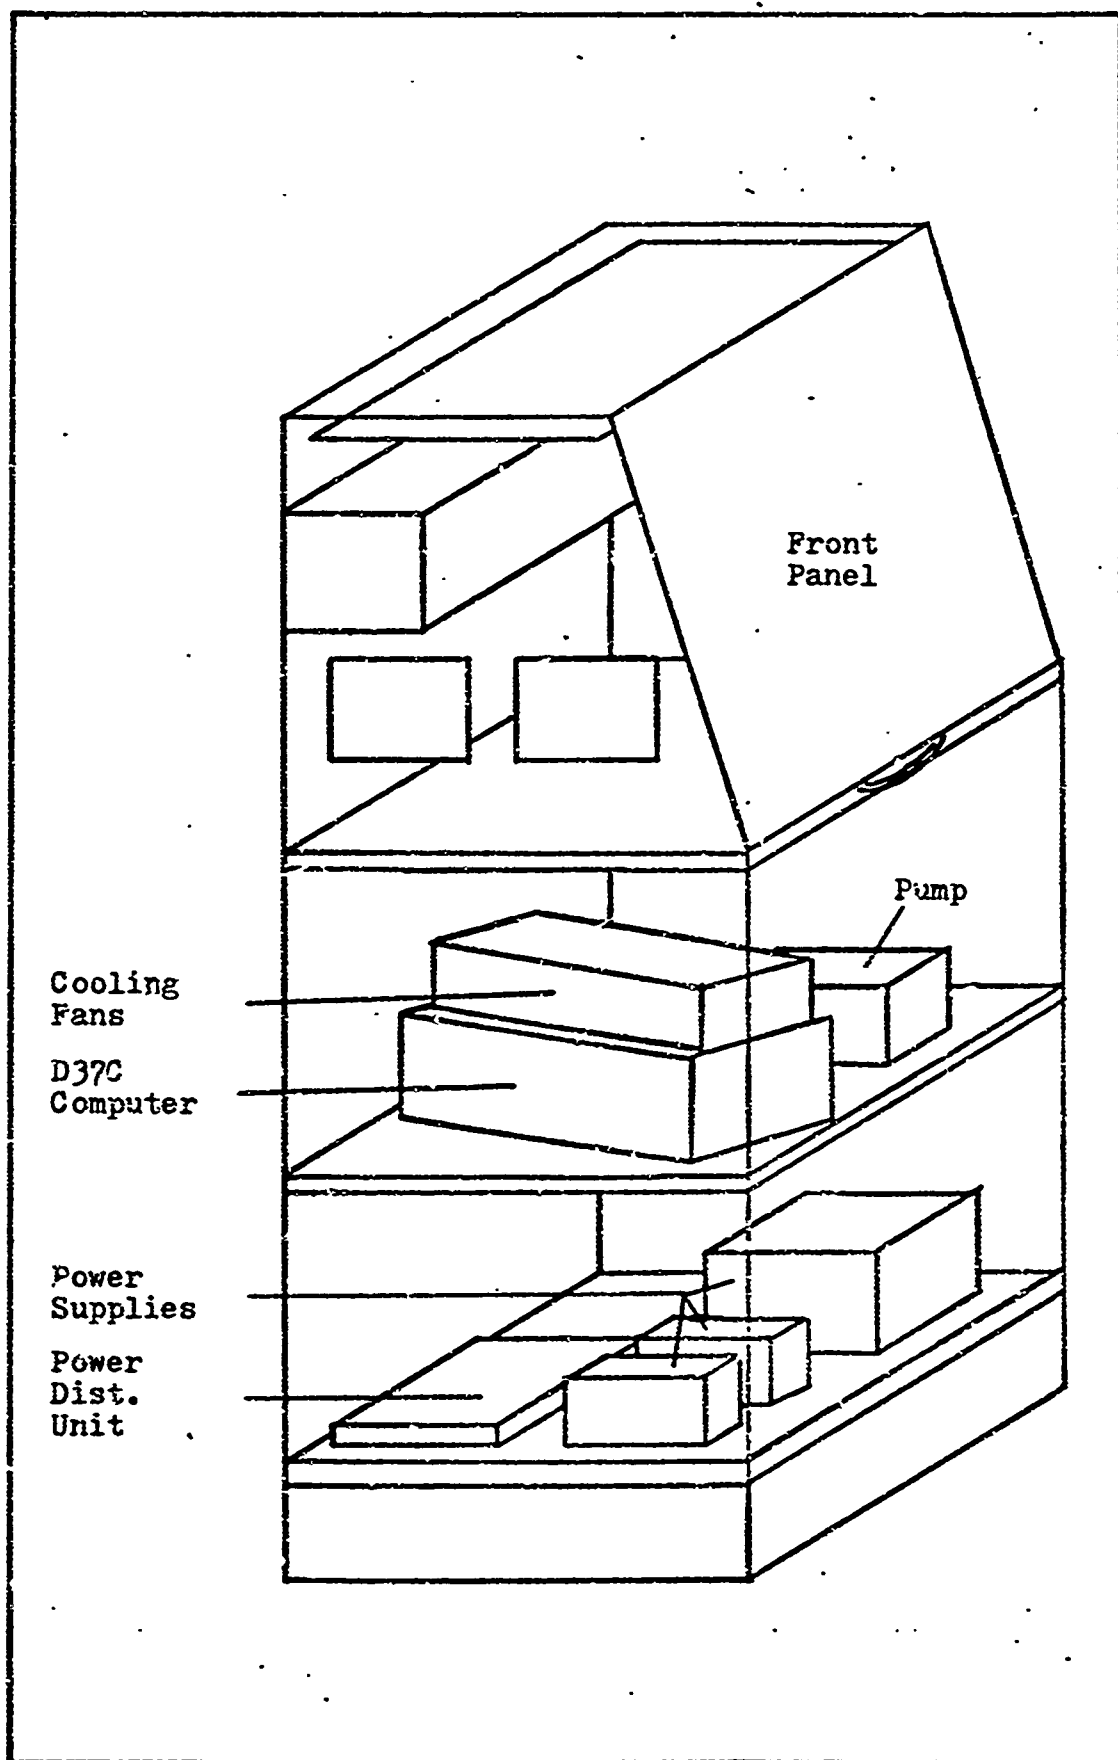 Front
Panel
Pump
Cooling
Fans
D37C
Computer
Power
Supplies
Power
Dist.
Unit